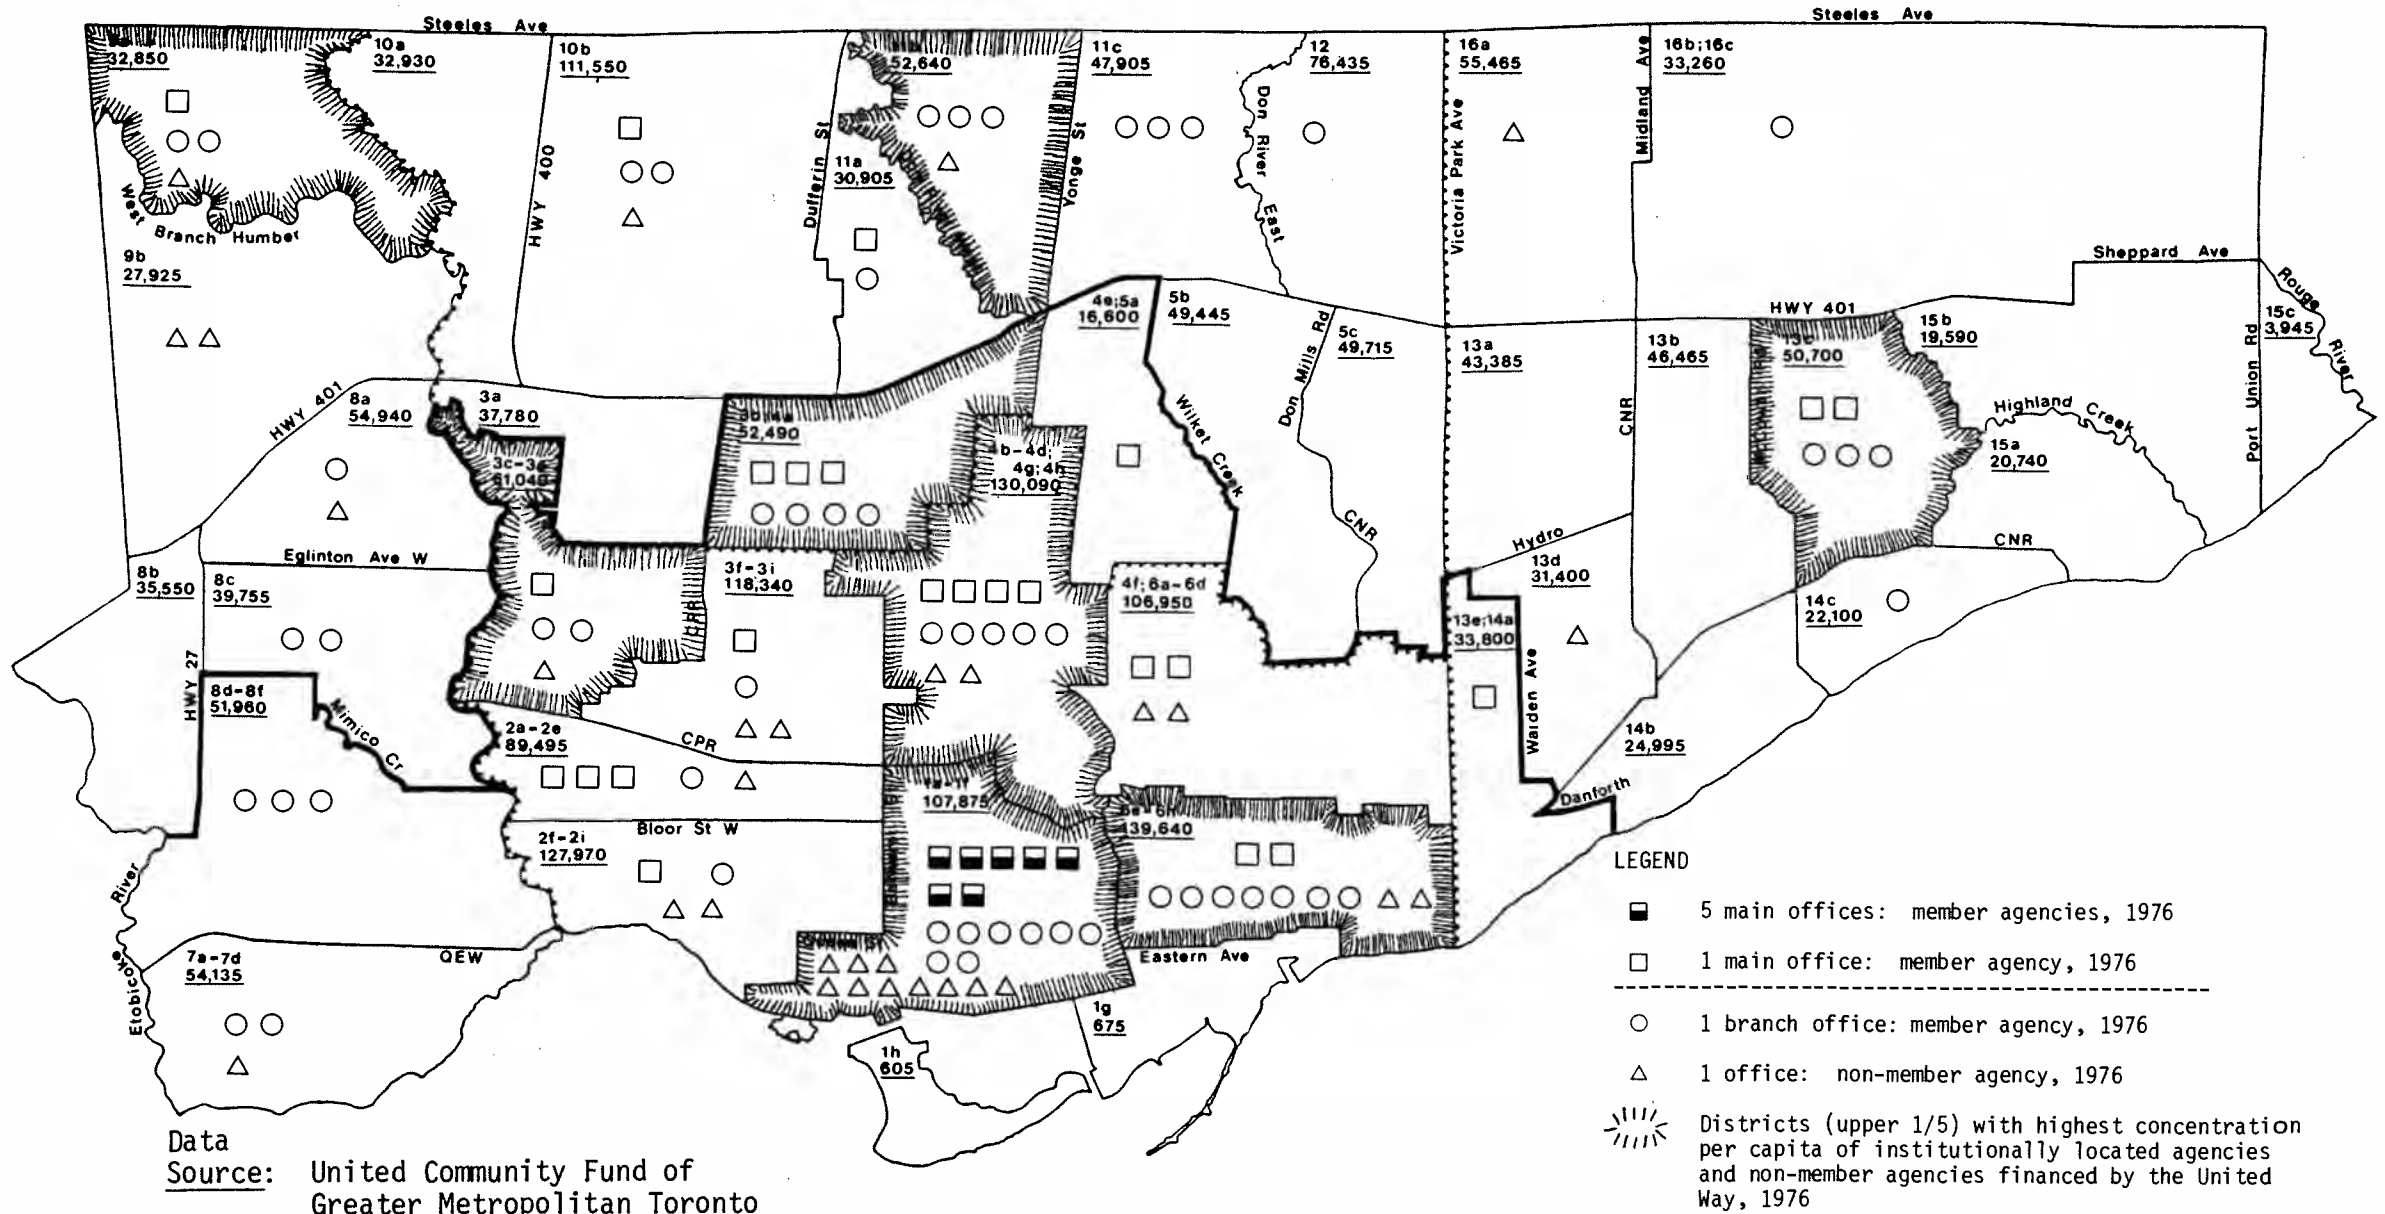 Steeles Ave
Steeles Ave
32,850
10a
32,930
10b
111,550
52,640
11c
47,905
12
76,435
16a
55,465
16b;16c
33,260
Midland Ave
HWY 400
Dufferin St
11a
30,905
Yonge St
Don River East
Victoria Park Ave
West Branch Humber
9b
27,925
Sheppard Ave
Rouge River
HWY 401
8a
54,940
3a
37,780
4e;5a
16,600
5b
49,445
Don Mills Rd
5c
49,715
13a
43,385
13b
46,465
HWY 401
13c
50,700
15b
19,590
15c
3,945
Port Union Rd
Wilket Creek
CNR
CNR
Highland Creek
15a
20,740
3b;4a
52,490
4b-4d;
4g;4h
130,090
3c-3e
61,040
Hydro
CNR
Eglinton Ave W
8b
35,550
8c
39,755
3f-3i
118,340
CNR
4f;6a-6d
106,950
13d
31,400
13e;14a
33,800
14c
22,100
HWY 27
8d-8f
51,960
Mimico Cr
2a-2e
89,495
CPR
Warden Ave
14b
24,995
Danforth
1a-1f
107,875
6e-6h
139,640
Bloor St W
2f-2i
127,970
Etobicoke River
7a-7d
54,135
QEW
Eastern Ave
1g
675
1h
605
LEGEND
5 main offices: member agencies, 1976
1 main office: member agency, 1976
1 branch office: member agency, 1976
1 office: non-member agency, 1976
Districts (upper 1/5) with highest concentration
per capita of institutionally located agencies
and non-member agencies financed by the United
Way, 1976
Data
Source: United Community Fund of
Greater Metropolitan Toronto